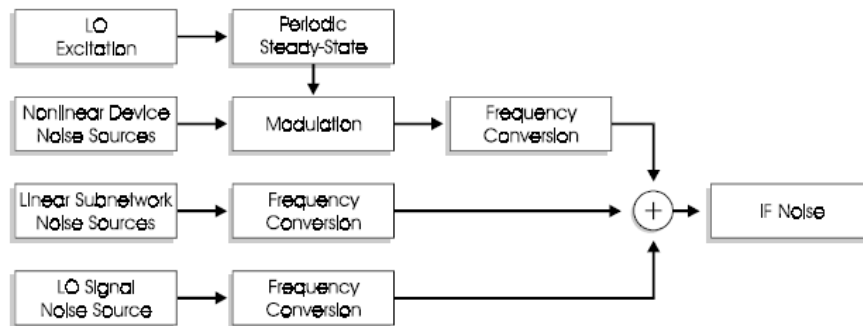 LO
Excitation
Periodic
Steady-State
Nonlinear Device
Noise Sources
Modulation
Frequency
Conversion
Linear Subnetwork
Noise Sources
Frequency
Conversion
+
IF Noise
LO Signal
Noise Source
Frequency
Conversion